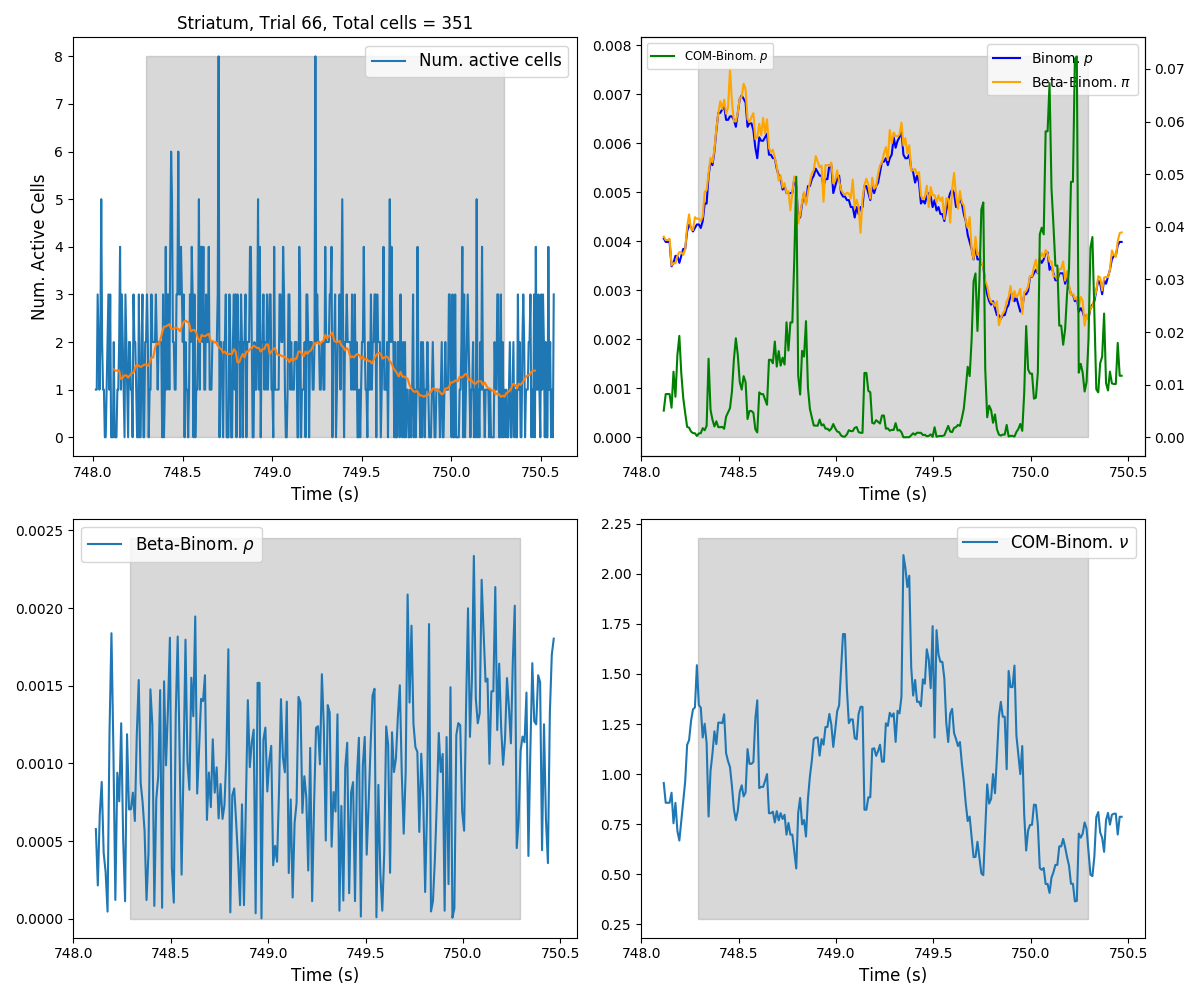 Striatum, Trial 66, Total cells = 351
Num. active cells
8
7
6
5
4
3
2
1
0
Num. Active Cells
748.0 748.5 749.0 749.5 750.0 750.5
Time (s)
COM-Binom. p
Binom. p
Beta-Binom. π
0.008
0.007
0.006
0.005
0.004
0.003
0.002
0.001
0.000
0.07
0.06
0.05
0.04
0.03
0.02
0.01
0.00
748.0 748.5 749.0 749.5 750.0 750.5
Time (s)
Beta-Binom. ρ
0.0025
0.0020
0.0015
0.0010
0.0005
0.0000
748.0 748.5 749.0 749.5 750.0 750.5
Time (s)
COM-Binom. ν
2.25
2.00
1.75
1.50
1.25
1.00
0.75
0.50
0.25
748.0 748.5 749.0 749.5 750.0 750.5
Time (s)